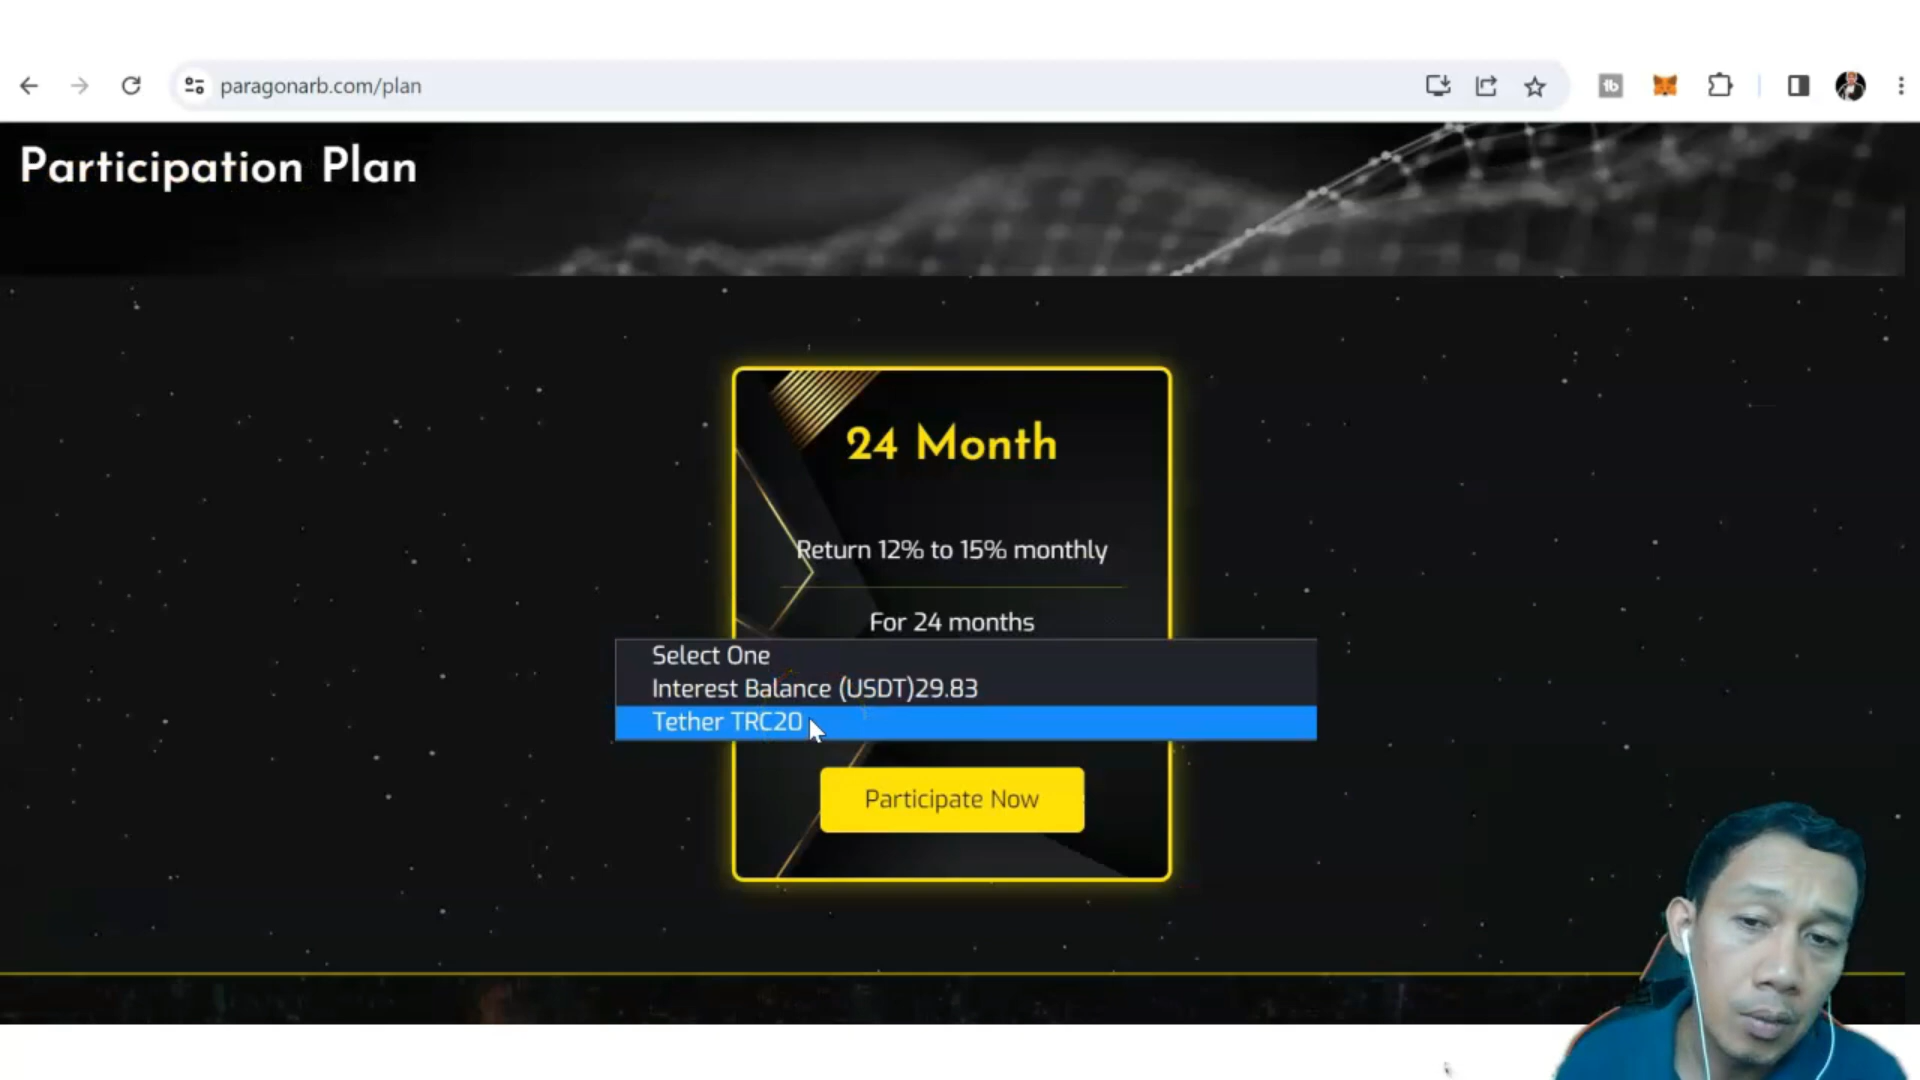 paragonarb.com/plan
tb
Participation Plan
24 Month
Return 12% to 15% monthly
For 24 months
Select One
Interest Balance (USDT)29.83
Tether TRC20
Participate Now